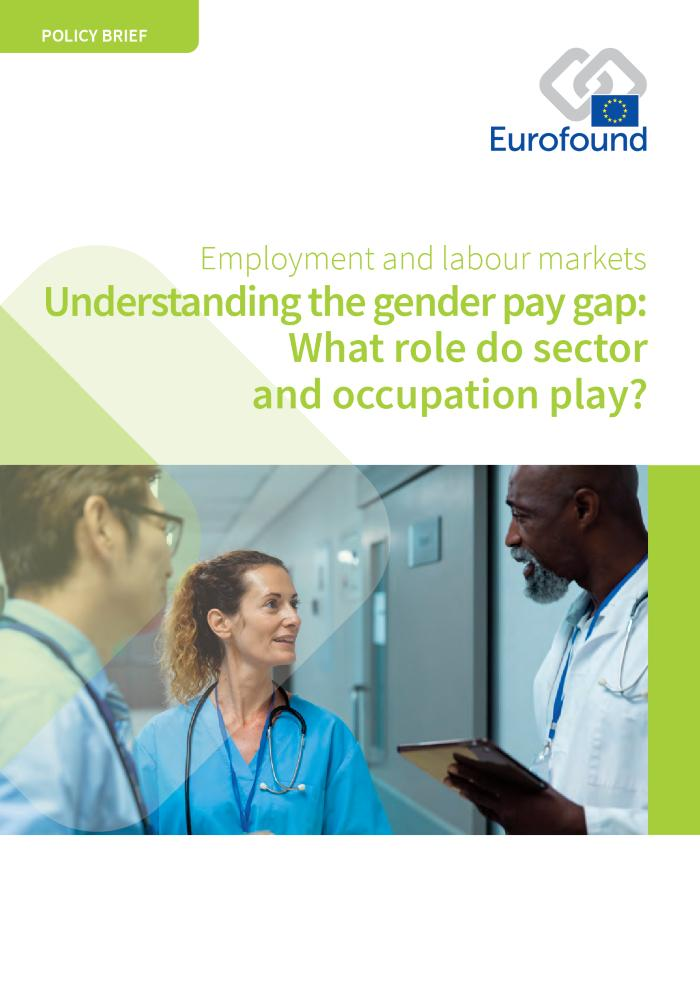 POLICY BRIEF
Eurofound
Employment and labour markets
Understanding the gender pay gap:
What role do sector
and occupation play?